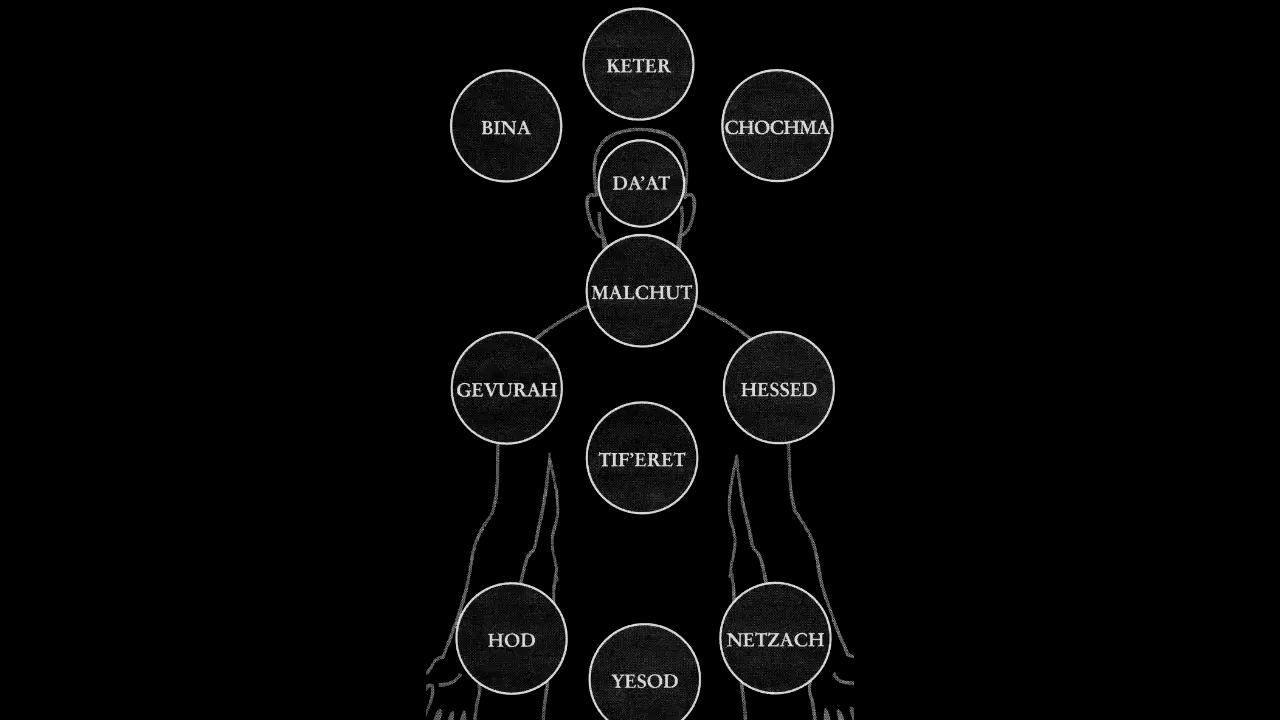 KETER
BINA
CHOCHMA
DA'AT
MALCHUT
GEVURAH
HESSED
TIF'ERET
HOD
NETZACH
YESOD